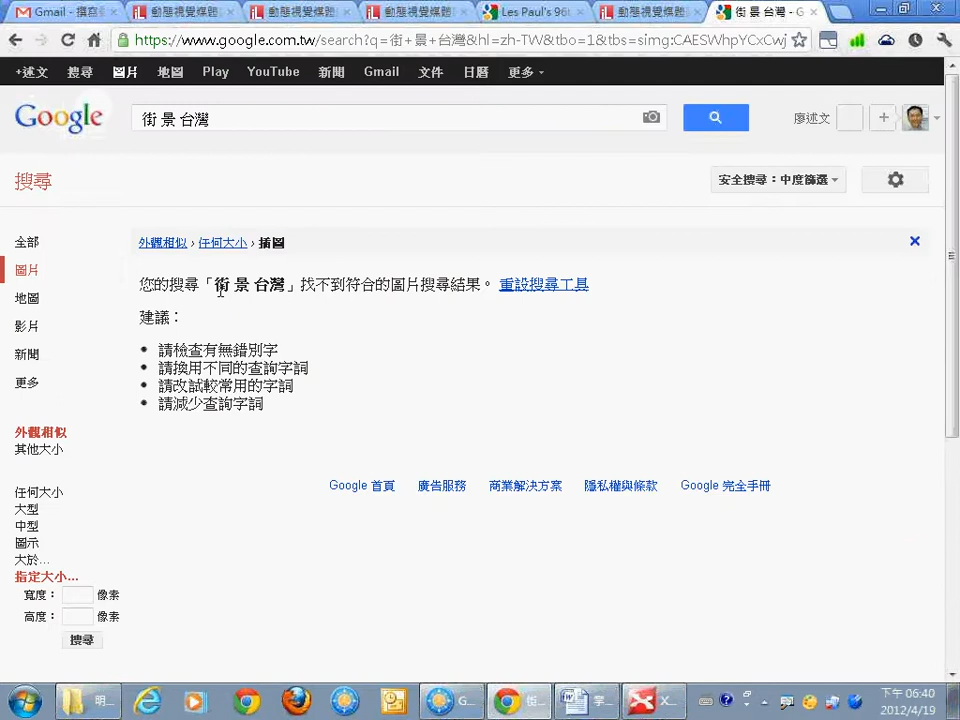 Gmail - 撰寫
動態視覺媒體
動態視覺媒體
動態視覺媒體
Les Paul's 96
動態視覺媒體
街 景 台灣 - G
https://www.google.com.tw/search?q=街+景+台灣&hl=zh-TW&tbo=1&tbs=simg:CAESWhpYCxCwj
+述文 搜尋 圖片 地圖 Play YouTube 新聞 Gmail 文件 日曆 更多
Google
街 景 台灣
廖述文
+
搜尋
安全搜尋：中度篩選
全部
圖片
地圖
影片
新聞
更多
外觀相似
其他大小
任何大小
大型
中型
圖示
大於...
指定大小...
寬度： 像素
高度： 像素
搜尋
外觀相似 › 任何大小 › 插圖
您的搜尋「街 景 台灣」找不到符合的圖片搜尋結果。 重設搜尋工具
建議：
• 請檢查有無錯別字
• 請換用不同的查詢字詞
• 請改試較常用的字詞
• 請減少查詢字詞
Google 首頁 廣告服務 商業解決方案 隱私權與條款 Google 完全手冊
明...
G...
街...
掌...
X...
下午 06:40
2012/4/19